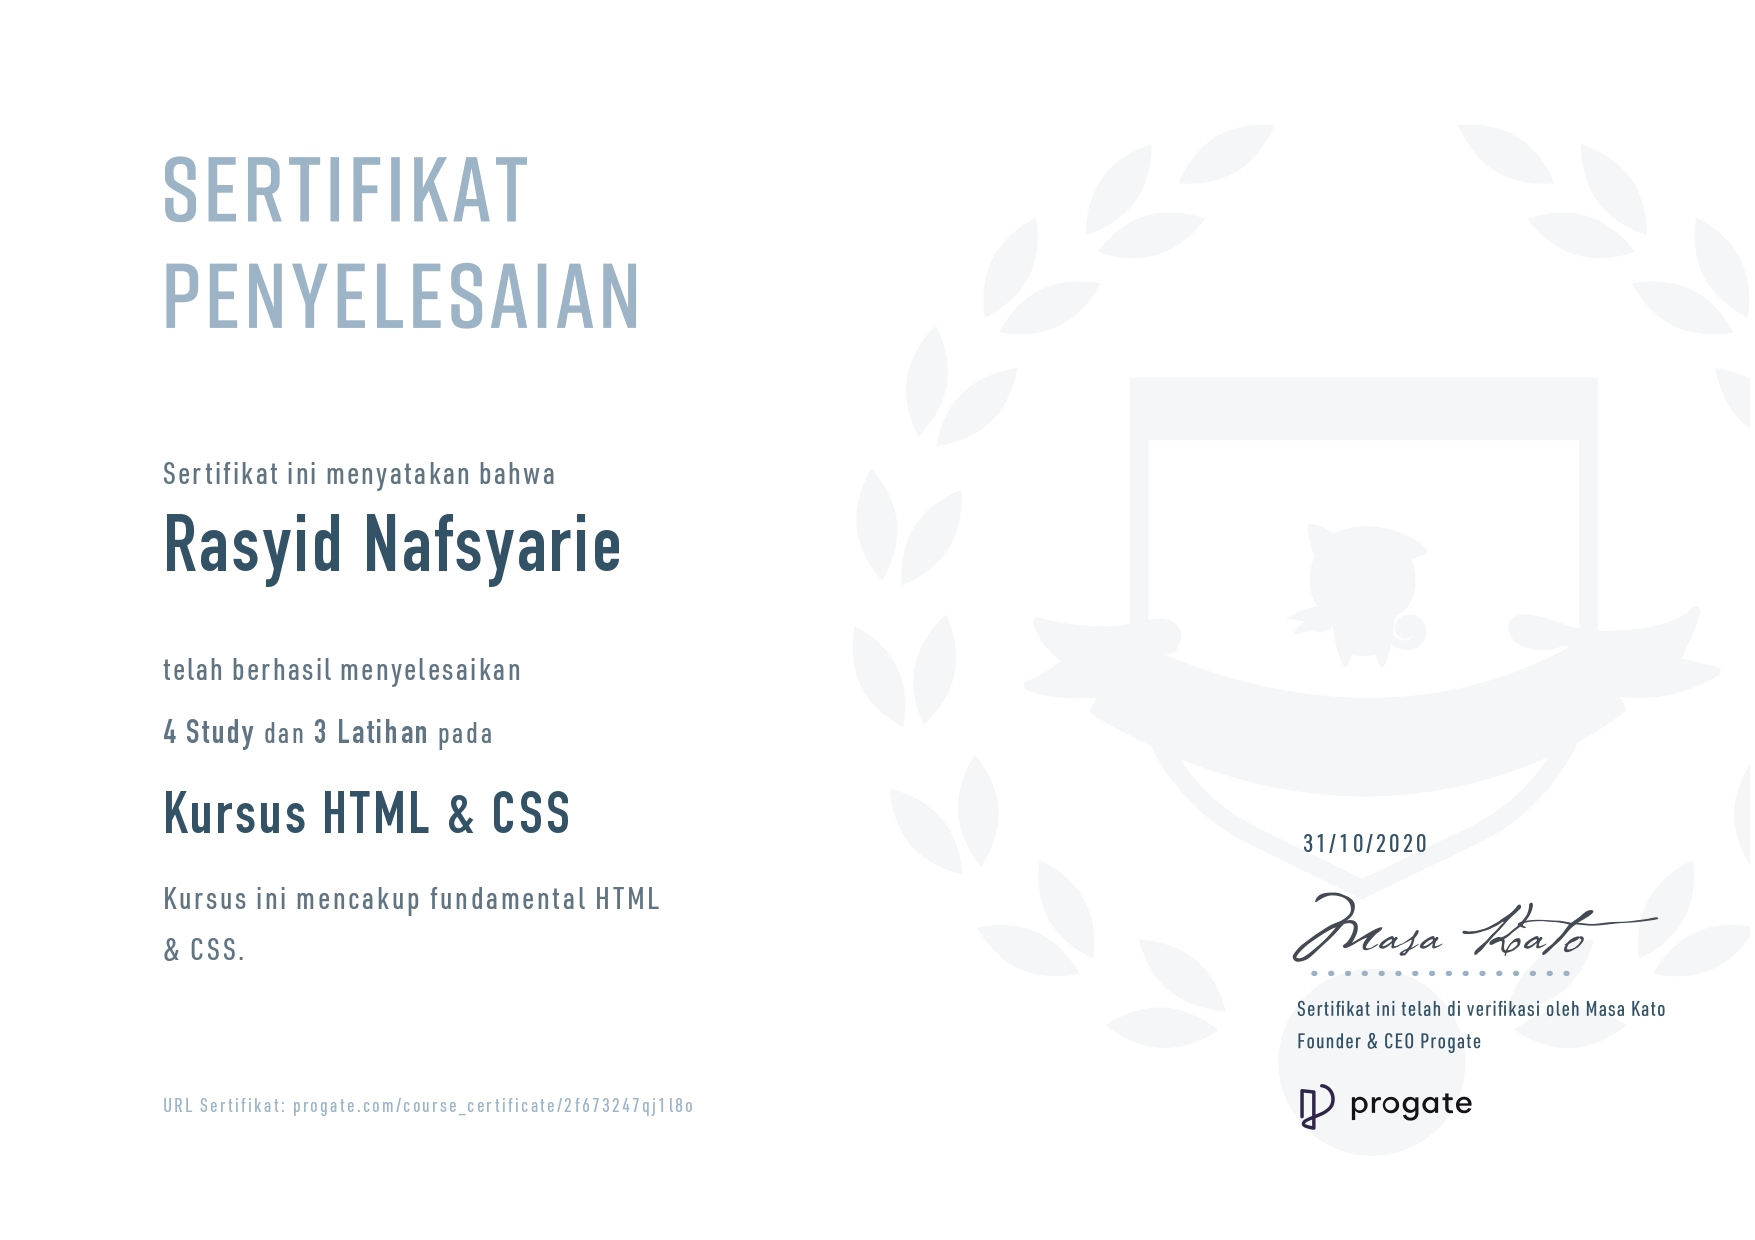 SERTIFIKAT
PENYELESAIAN
Sertifikat ini menyatakan bahwa
Rasyid Nafsyarie
telah berhasil menyelesaikan
4 Study dan 3 Latihan pada
Kursus HTML & CSS
Kursus ini mencakup fundamental HTML
& CSS.
URL Sertifikat: progate.com/course_certificate/2f673247qj1l8o
31/10/2020
Masa Kato
Sertifikat ini telah di verifikasi oleh Masa Kato
Founder & CEO Progate
progate